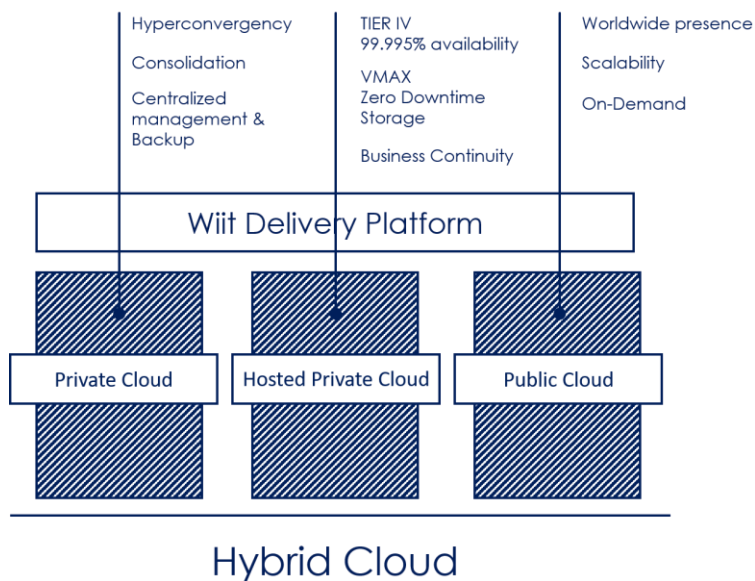 Hyperconvergency
Consolidation
Centralized
management &
Backup
TIER IV
99.995% availability
VMAX
Zero Downtime
Storage
Business Continuity
Worldwide presence
Scalability
On-Demand
Wiit Delivery Platform
Private Cloud
Hosted Private Cloud
Public Cloud
Hybrid Cloud